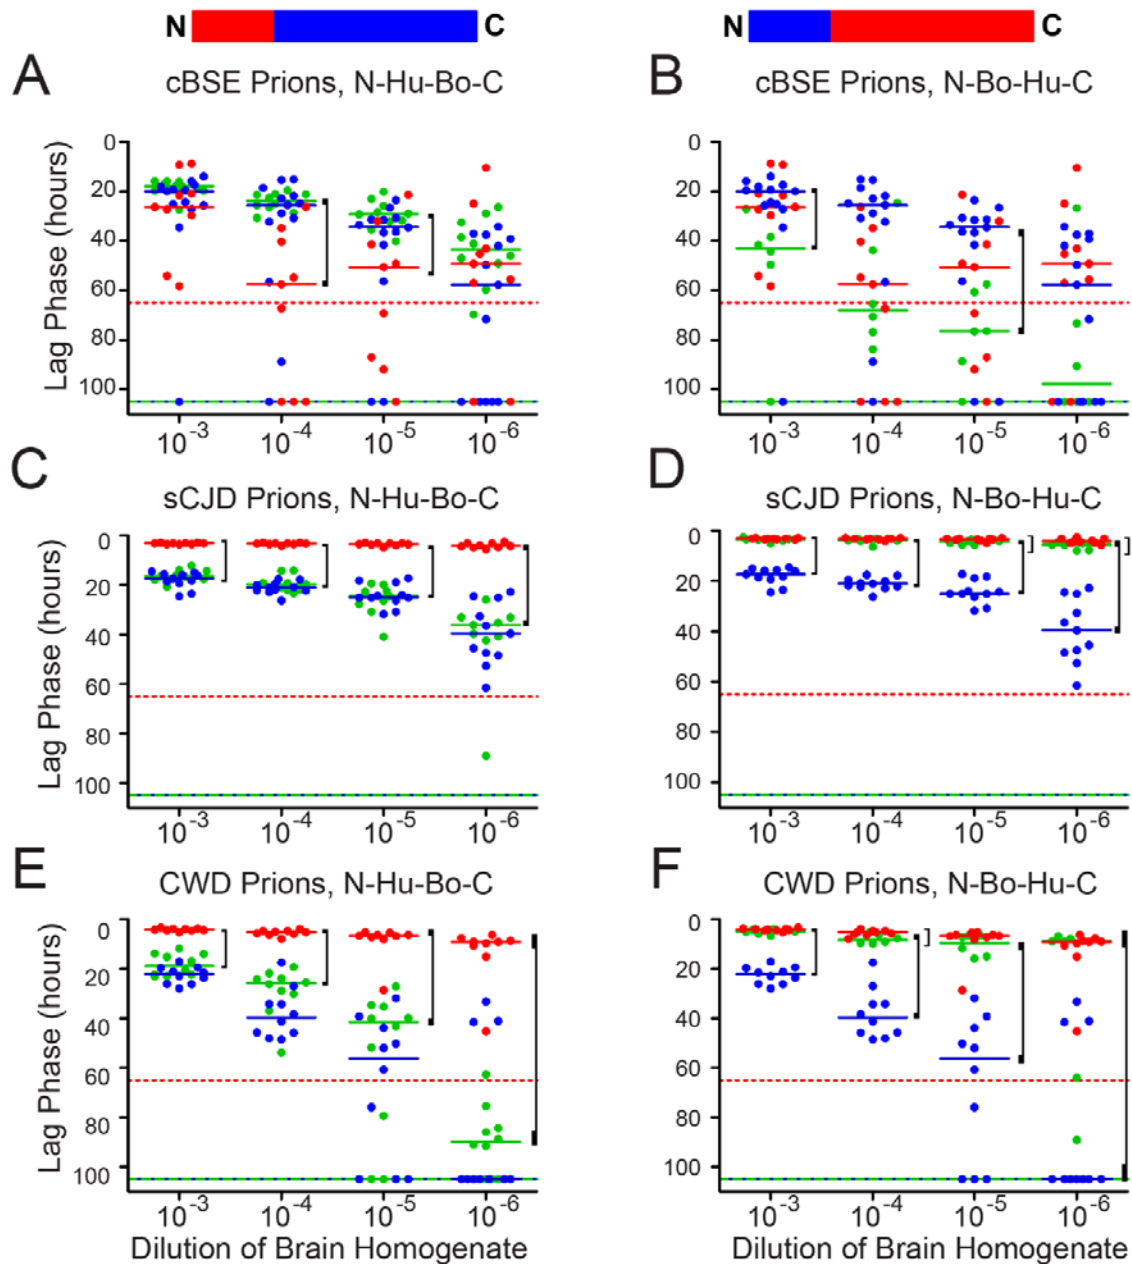 N C N C
A B
cBSE Prions, N-Hu-Bo-C cBSE Prions, N-Bo-Hu-C
Lag Phase (hours)
0 20 40 60 80 100
0 20 40 60 80 100
10-3 10-4 10-5 10-6 10-3 10-4 10-5 10-6
C D
sCJD Prions, N-Hu-Bo-C sCJD Prions, N-Bo-Hu-C
Lag Phase (hours)
0 20 40 60 80 100
0 20 40 60 80 100
10-3 10-4 10-5 10-6 10-3 10-4 10-5 10-6
E F
CWD Prions, N-Hu-Bo-C CWD Prions, N-Bo-Hu-C
Lag Phase (hours)
0 20 40 60 80 100
0 20 40 60 80 100
10-3 10-4 10-5 10-6 10-3 10-4 10-5 10-6
Dilution of Brain Homogenate Dilution of Brain Homogenate